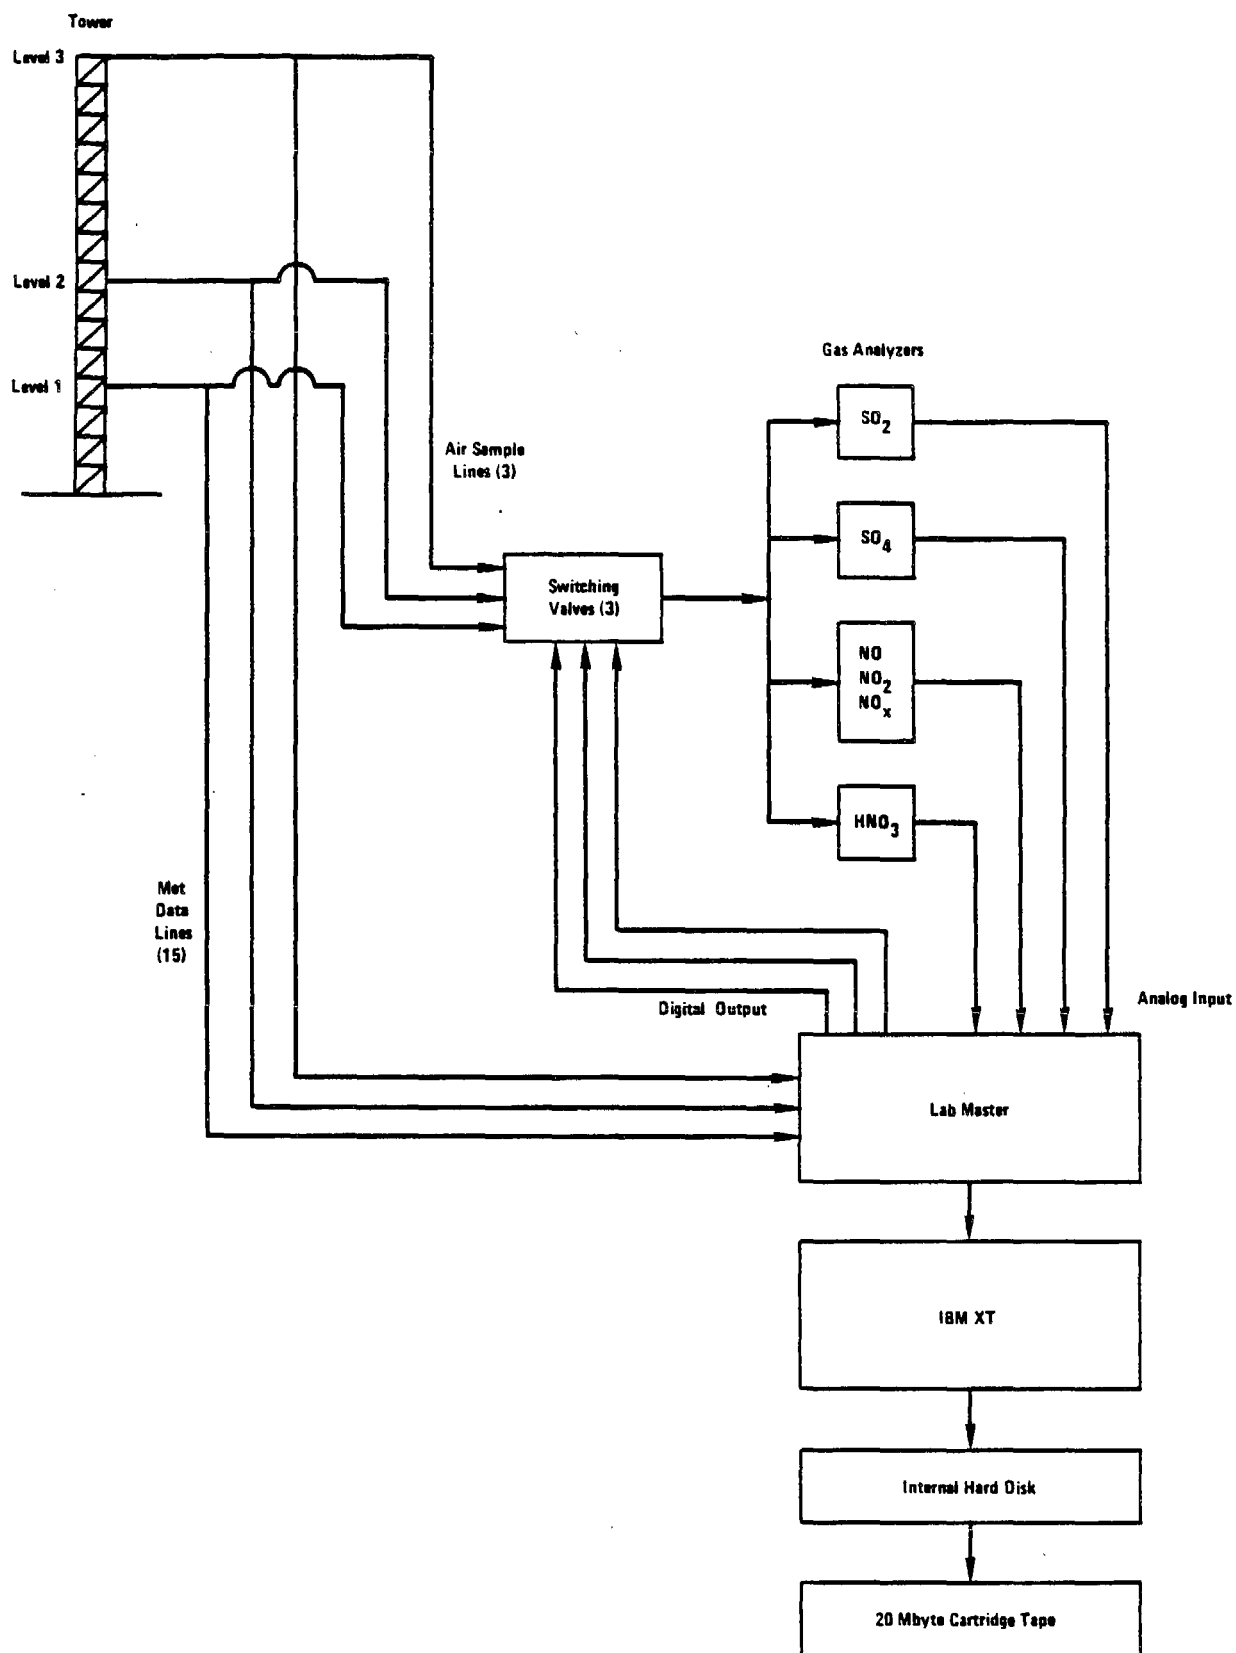 Tower
Level 3
Level 2
Level 1
Air Sample
Lines (3)
Gas Analyzers
SO2
SO4
Switching
Valves (3)
NO
NO2
NOx
HNO3
Met
Data
Lines
(15)
Digital Output
Analog Input
Lab Master
IBM XT
Internal Hard Disk
20 Mbyte Cartridge Tape